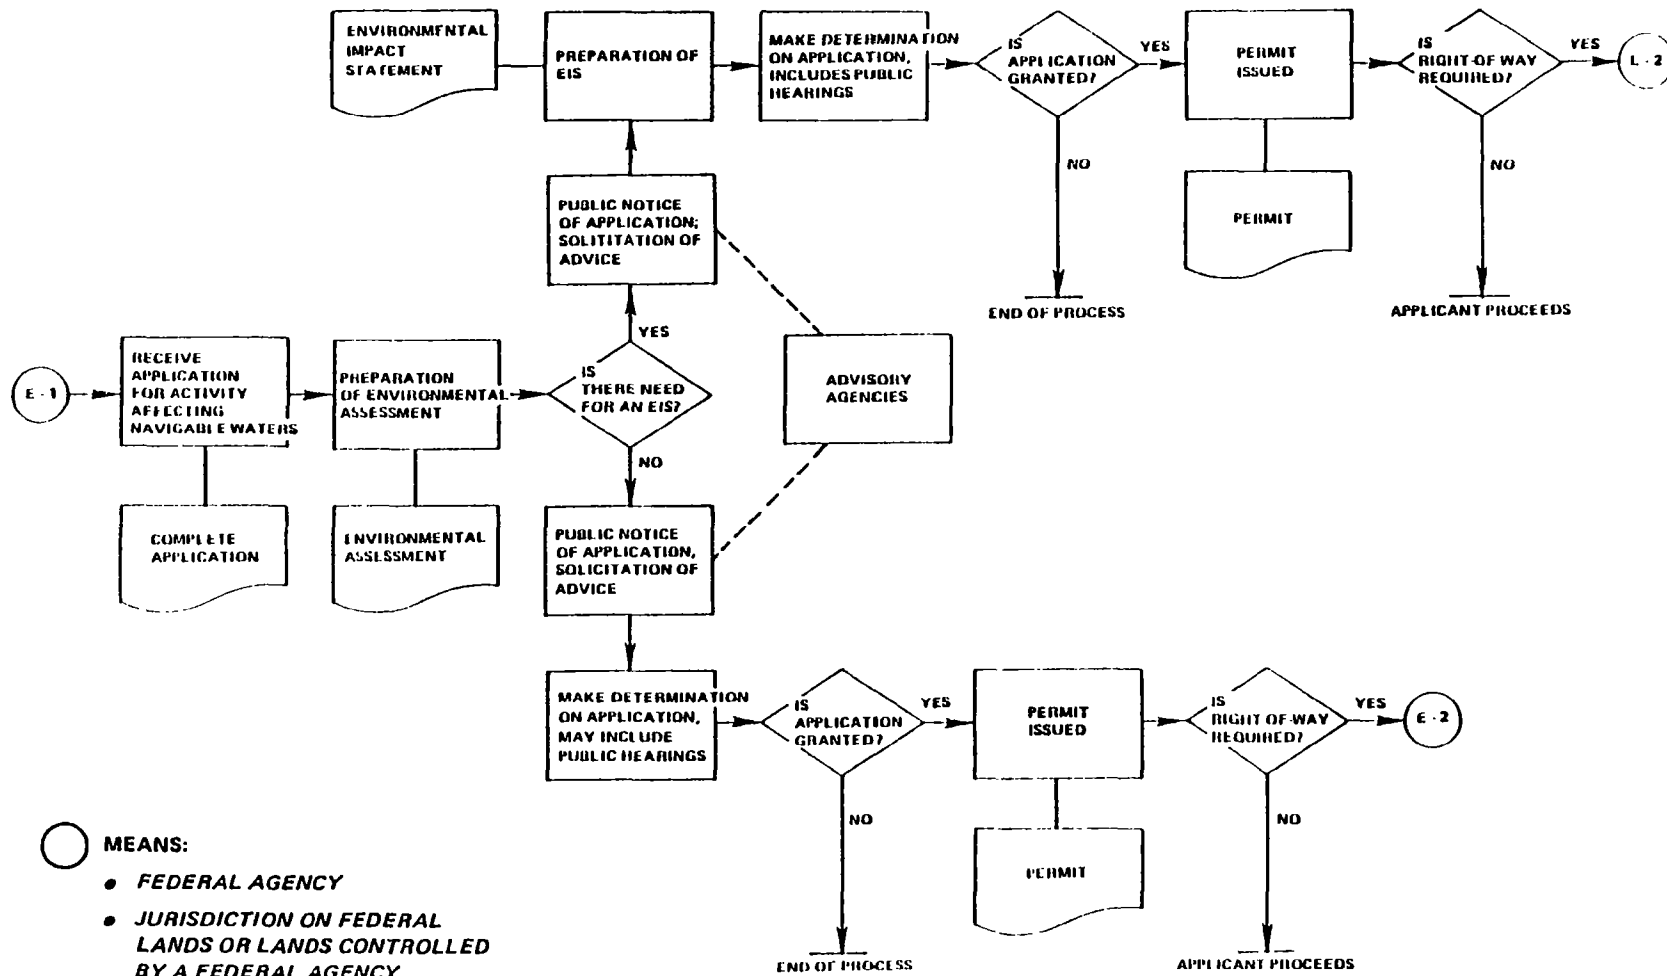 ENVIRONMENTAL
IMPACT
STATEMENT
PREPARATION OF
EIS
MAKE DETERMINATION
ON APPLICATION,
INCLUDES PUBLIC
HEARINGS
IS
APPLICATION
GRANTED?
YES
NO
END OF PROCESS
PERMIT
ISSUED
PERMIT
IS
RIGHT-OF-WAY
REQUIRED?
YES
NO
APPLICANT PROCEEDS
PUBLIC NOTICE
OF APPLICATION;
SOLITITATION OF
ADVICE
YES
E - 1
RECEIVE
APPLICATION
FOR ACTIVITY
AFFECTING
NAVIGABLE WATERS
PREPARATION
OF ENVIRONMENTAL
ASSESSMENT
IS
THERE NEED
FOR AN EIS?
ADVISORY
AGENCIES
NO
COMPLETE
APPLICATION
ENVIRONMENTAL
ASSESSMENT
PUBLIC NOTICE
OF APPLICATION,
SOLICITATION OF
ADVICE
MAKE DETERMINATION
ON APPLICATION,
MAY INCLUDE
PUBLIC HEARINGS
IS
APPLICATION
GRANTED?
YES
NO
END OF PROCESS
PERMIT
ISSUED
PERMIT
IS
RIGHT-OF-WAY
REQUIRED?
YES
E - 2
NO
APPLICANT PROCEEDS
MEANS:
• FEDERAL AGENCY
• JURISDICTION ON FEDERAL
LANDS OR LANDS CONTROLLED
BY A FEDERAL AGENCY